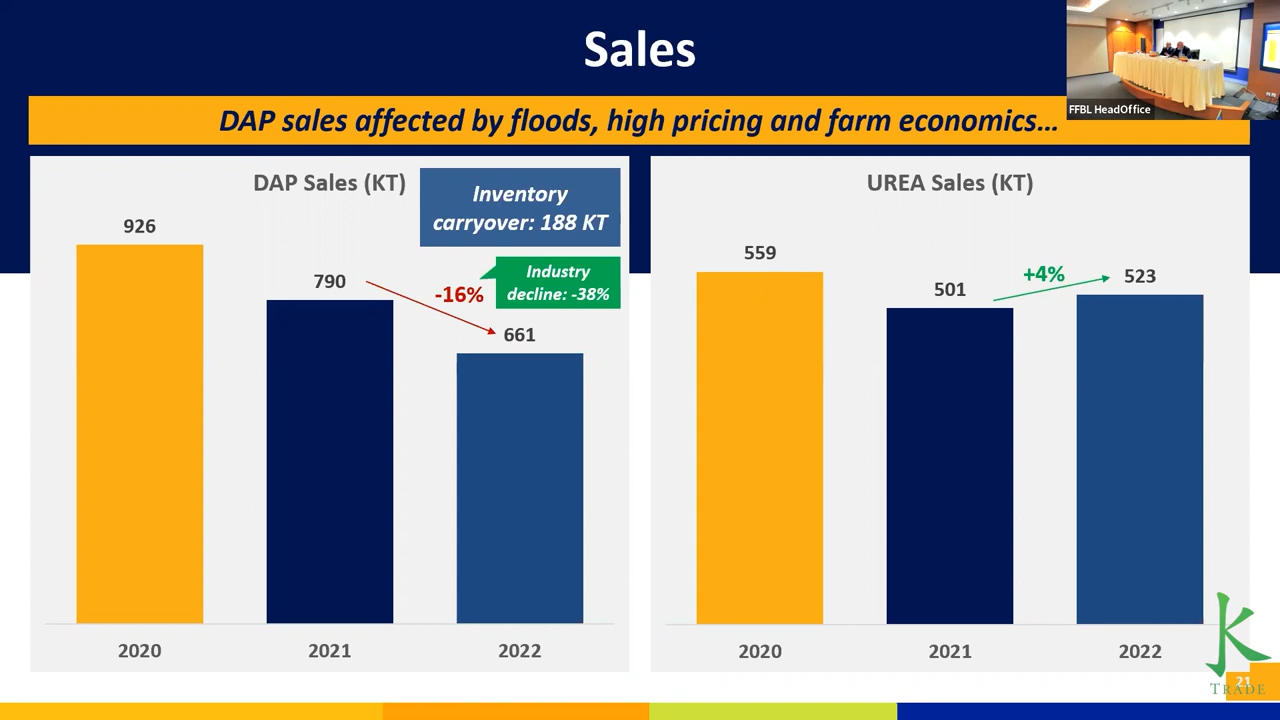 Sales
FFBL HeadOffice
DAP sales affected by floods, high pricing and farm economics...
DAP Sales (KT)
Inventory
carryover: 188 KT
Industry
decline: -38%
926
790
-16%
661
2020
2021
2022
UREA Sales (KT)
559
501
+4%
523
2020
2021
2022
K
TRADE
21